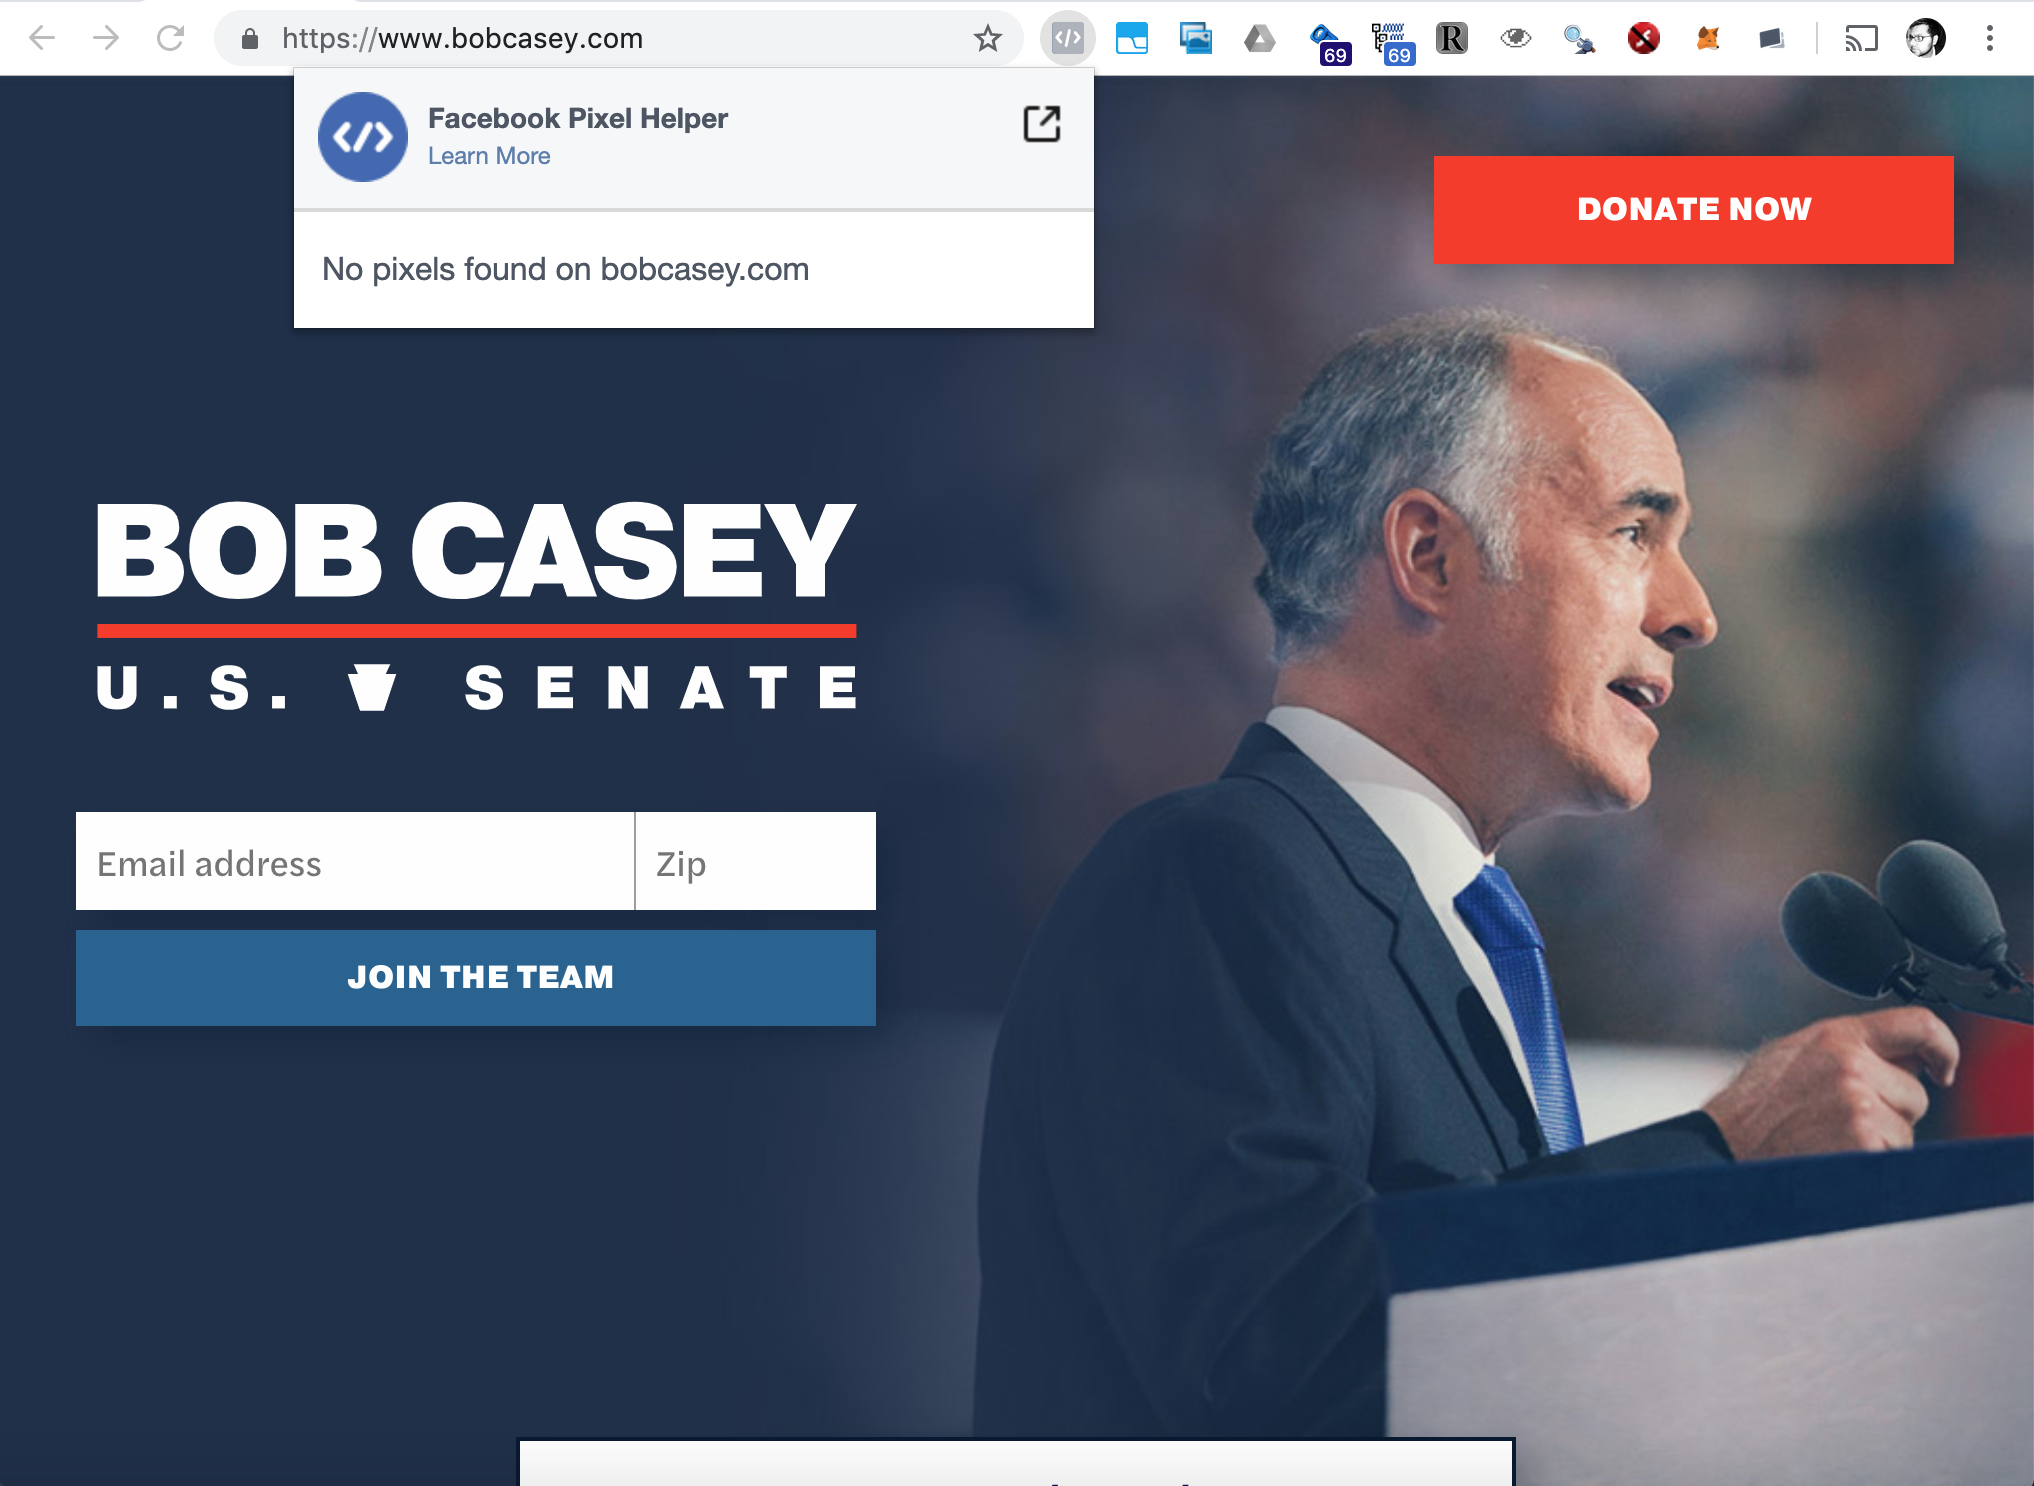 https://www.bobcasey.com
69
69
R
Facebook Pixel Helper
Learn More
No pixels found on bobcasey.com
DONATE NOW
BOB CASEY
U.S. SENATE
Email address
Zip
JOIN THE TEAM